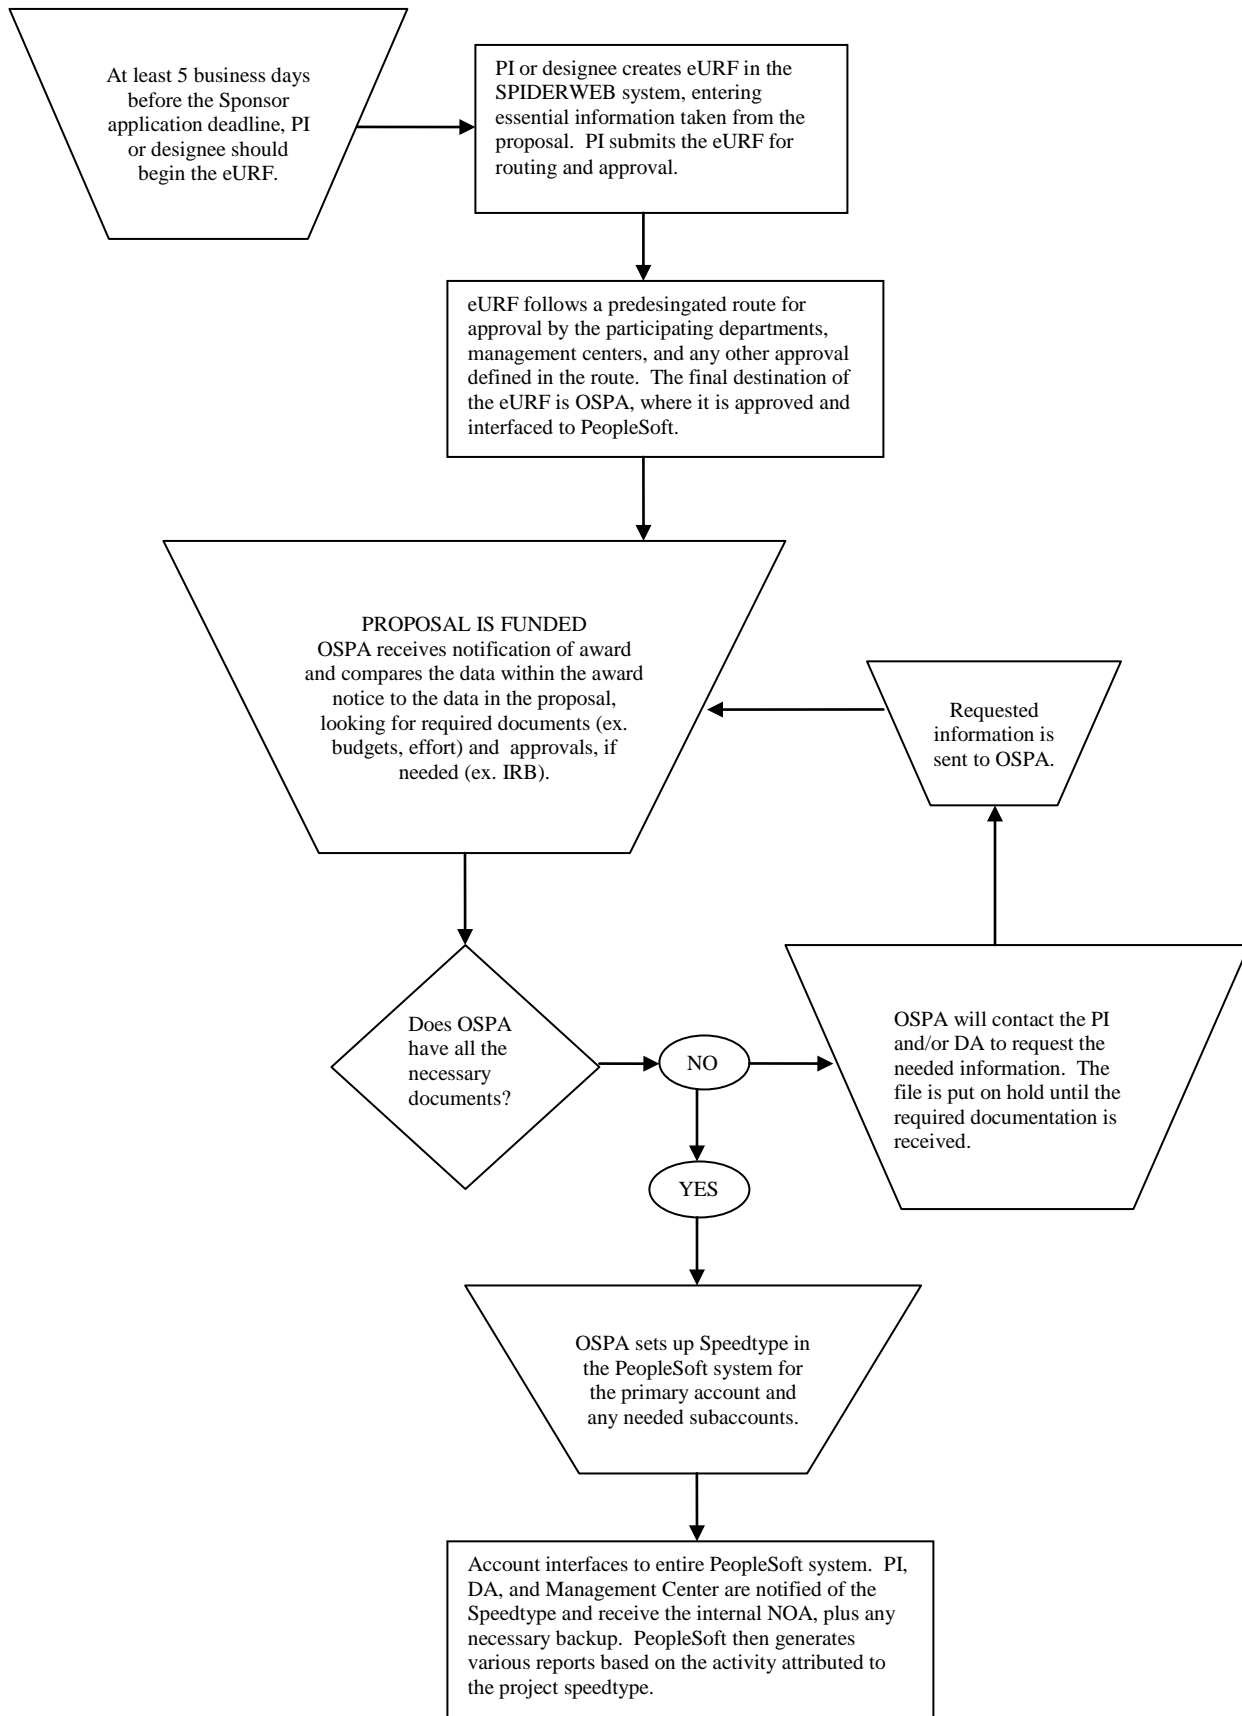 At least 5 business days
before the Sponsor
application deadline, PI
or designee should
begin the eURF.
PI or designee creates eURF in the
SPIDERWEB system, entering
essential information taken from the
proposal.  PI submits the eURF for
routing and approval.
eURF follows a predesingated route for
approval by the participating departments,
management centers, and any other approval
defined in the route.  The final destination of
the eURF is OSPA, where it is approved and
interfaced to PeopleSoft.
PROPOSAL IS FUNDED
OSPA receives notification of award
and compares the data within the award
notice to the data in the proposal,
looking for required documents (ex.
budgets, effort) and  approvals, if
needed (ex. IRB).
Requested
information is
sent to OSPA.
Does OSPA
have all the
necessary
documents?
NO
OSPA will contact the PI
and/or DA to request the
needed information.  The
file is put on hold until the
required documentation is
received.
YES
OSPA sets up Speedtype in
the PeopleSoft system for
the primary account and
any needed subaccounts.
Account interfaces to entire PeopleSoft system.  PI,
DA, and Management Center are notified of the
Speedtype and receive the internal NOA, plus any
necessary backup.  PeopleSoft then generates
various reports based on the activity attributed to
the project speedtype.